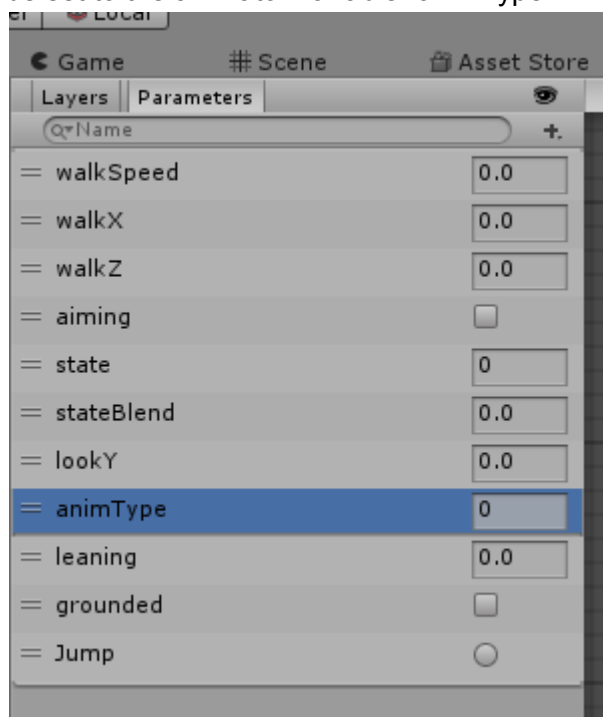 Local
Game Scene Asset Store
Layers Parameters
Name
walkSpeed 0.0
walkX 0.0
walkZ 0.0
aiming
state 0
stateBlend 0.0
lookY 0.0
animType 0
leaning 0.0
grounded
Jump